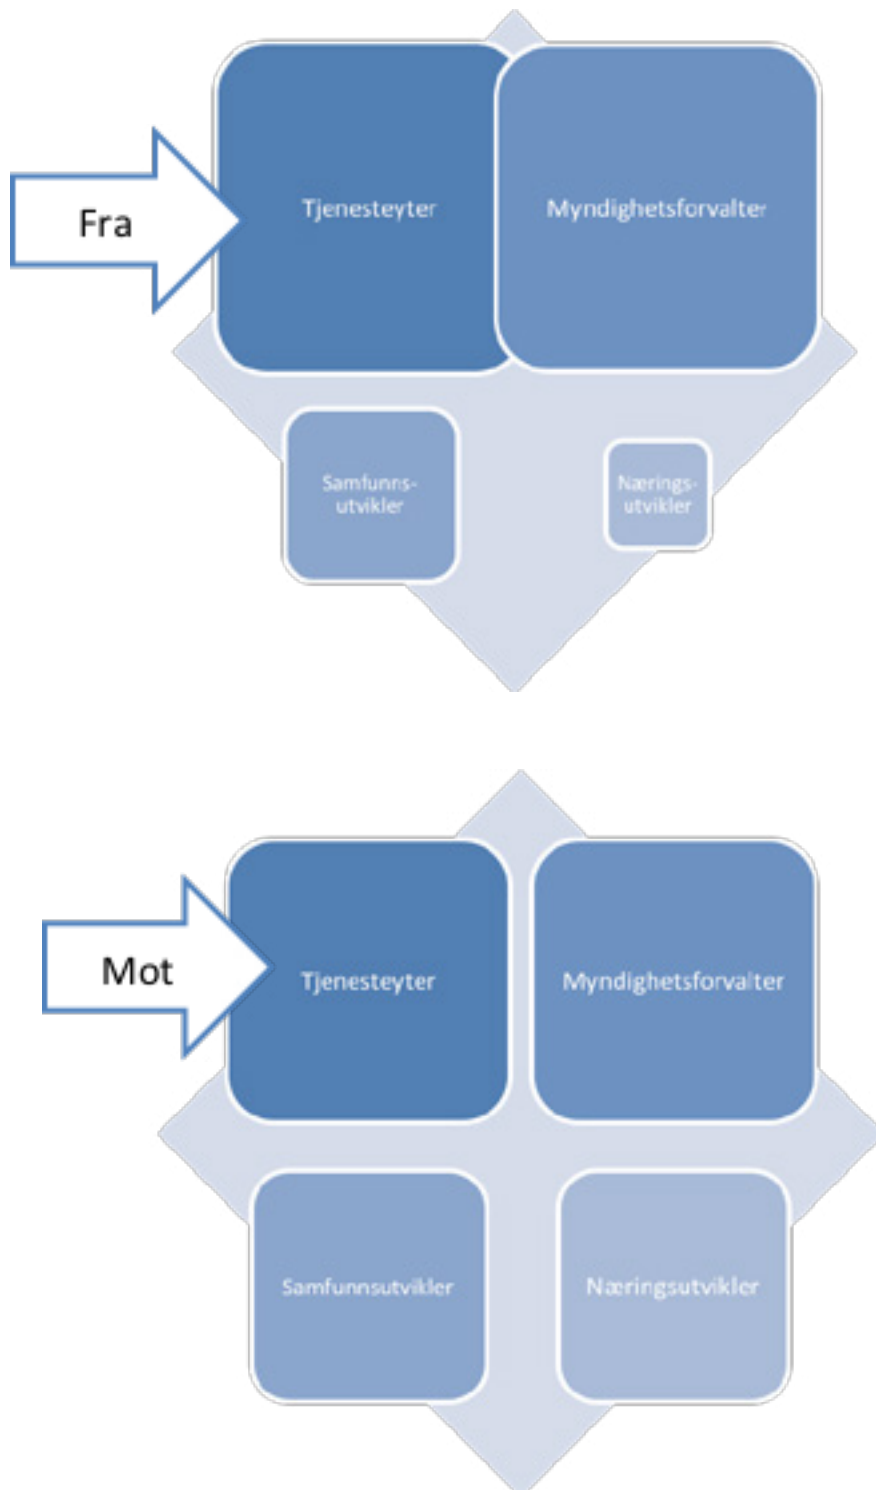 Fra
Tjenesteyter
Myndighetsforvalter
Samfunns-
utvikler
Nærings-
utvikler
Mot
Tjenesteyter
Myndighetsforvalter
Samfunnsutvikler
Næringsutvikler